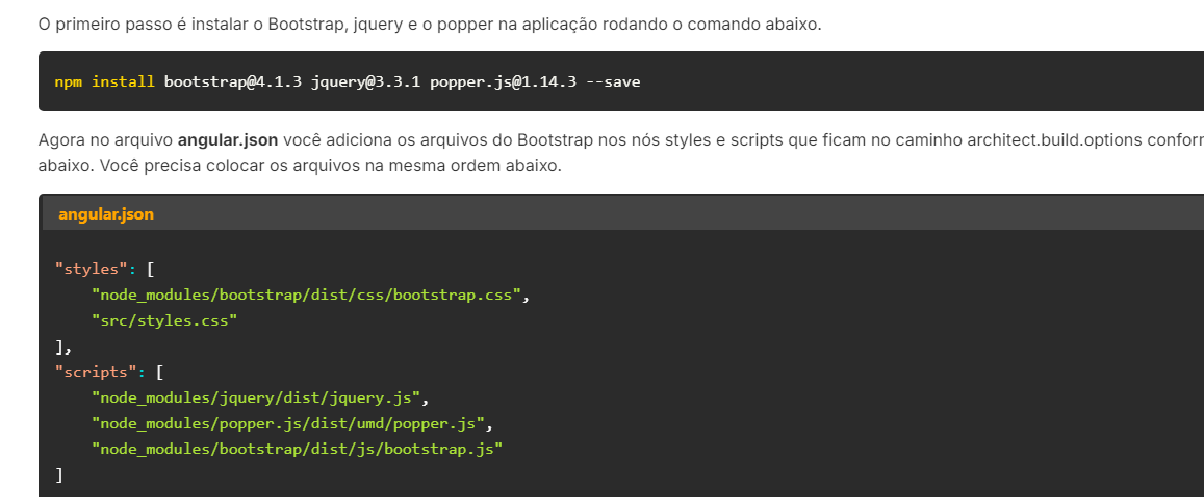 O primeiro passo é instalar o Bootstrap, jquery e o popper na aplicação rodando o comando abaixo.
npm install bootstrap@4.1.3 jquery@3.3.1 popper.js@1.14.3 --save
Agora no arquivo angular.json você adiciona os arquivos do Bootstrap nos nós styles e scripts que ficam no caminho architect.build.options
abaixo. Você precisa colocar os arquivos na mesma ordem abaixo.
angular.json
"styles": [
"node_modules/bootstrap/dist/css/bootstrap.css",
"src/styles.css"
],
"scripts": [
"node_modules/jquery/dist/jquery.js",
"node_modules/popper.js/dist/umd/popper.js",
"node_modules/bootstrap/dist/js/bootstrap.js"
]